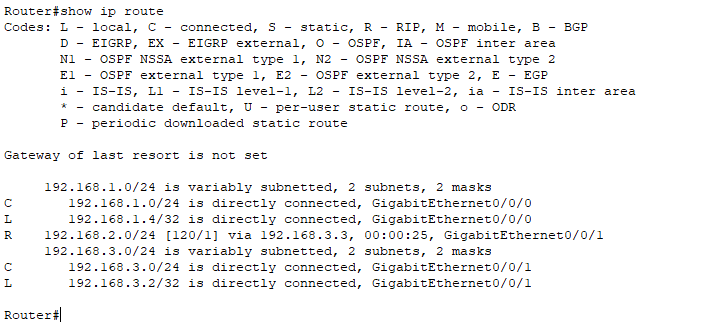 Router#show ip route
Codes: L - local, C - connected, S - static, R - RIP, M - mobile, B - BGP
       D - EIGRP, EX - EIGRP external, O - OSPF, IA - OSPF inter area
       N1 - OSPF NSSA external type 1, N2 - OSPF NSSA external type 2
       E1 - OSPF external type 1, E2 - OSPF external type 2, E - EGP
       i - IS-IS, L1 - IS-IS level-1, L2 - IS-IS level-2, ia - IS-IS inter area
       * - candidate default, U - per-user static route, o - ODR
       P - periodic downloaded static route

Gateway of last resort is not set

     192.168.1.0/24 is variably subnetted, 2 subnets, 2 masks
C       192.168.1.0/24 is directly connected, GigabitEthernet0/0/0
L       192.168.1.4/32 is directly connected, GigabitEthernet0/0/0
R    192.168.2.0/24 [120/1] via 192.168.3.3, 00:00:25, GigabitEthernet0/0/1
     192.168.3.0/24 is variably subnetted, 2 subnets, 2 masks
C       192.168.3.0/24 is directly connected, GigabitEthernet0/0/1
L       192.168.3.2/32 is directly connected, GigabitEthernet0/0/1

Router#